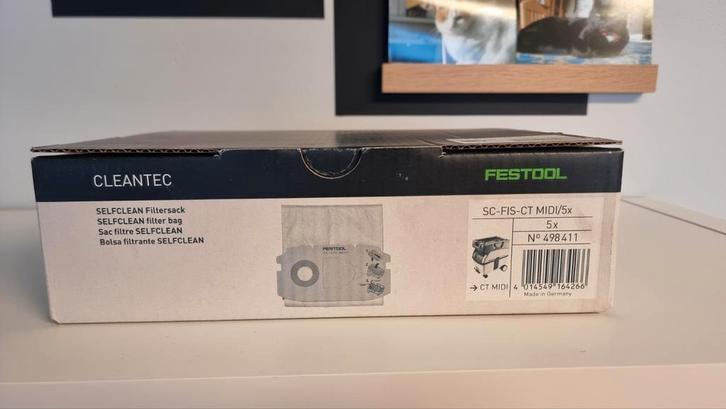 CLEANTEC
FESTOOL
SELFCLEAN Filtersack
SELFCLEAN filter bag
Sac filtre SELFCLEAN
Bolsa filtrante SELFCLEAN
FESTOOL
SC-FIS-CT MIDI/5x
5x
Nº 498411
→ CT MIDI
4 014549 164266
Made in Germany